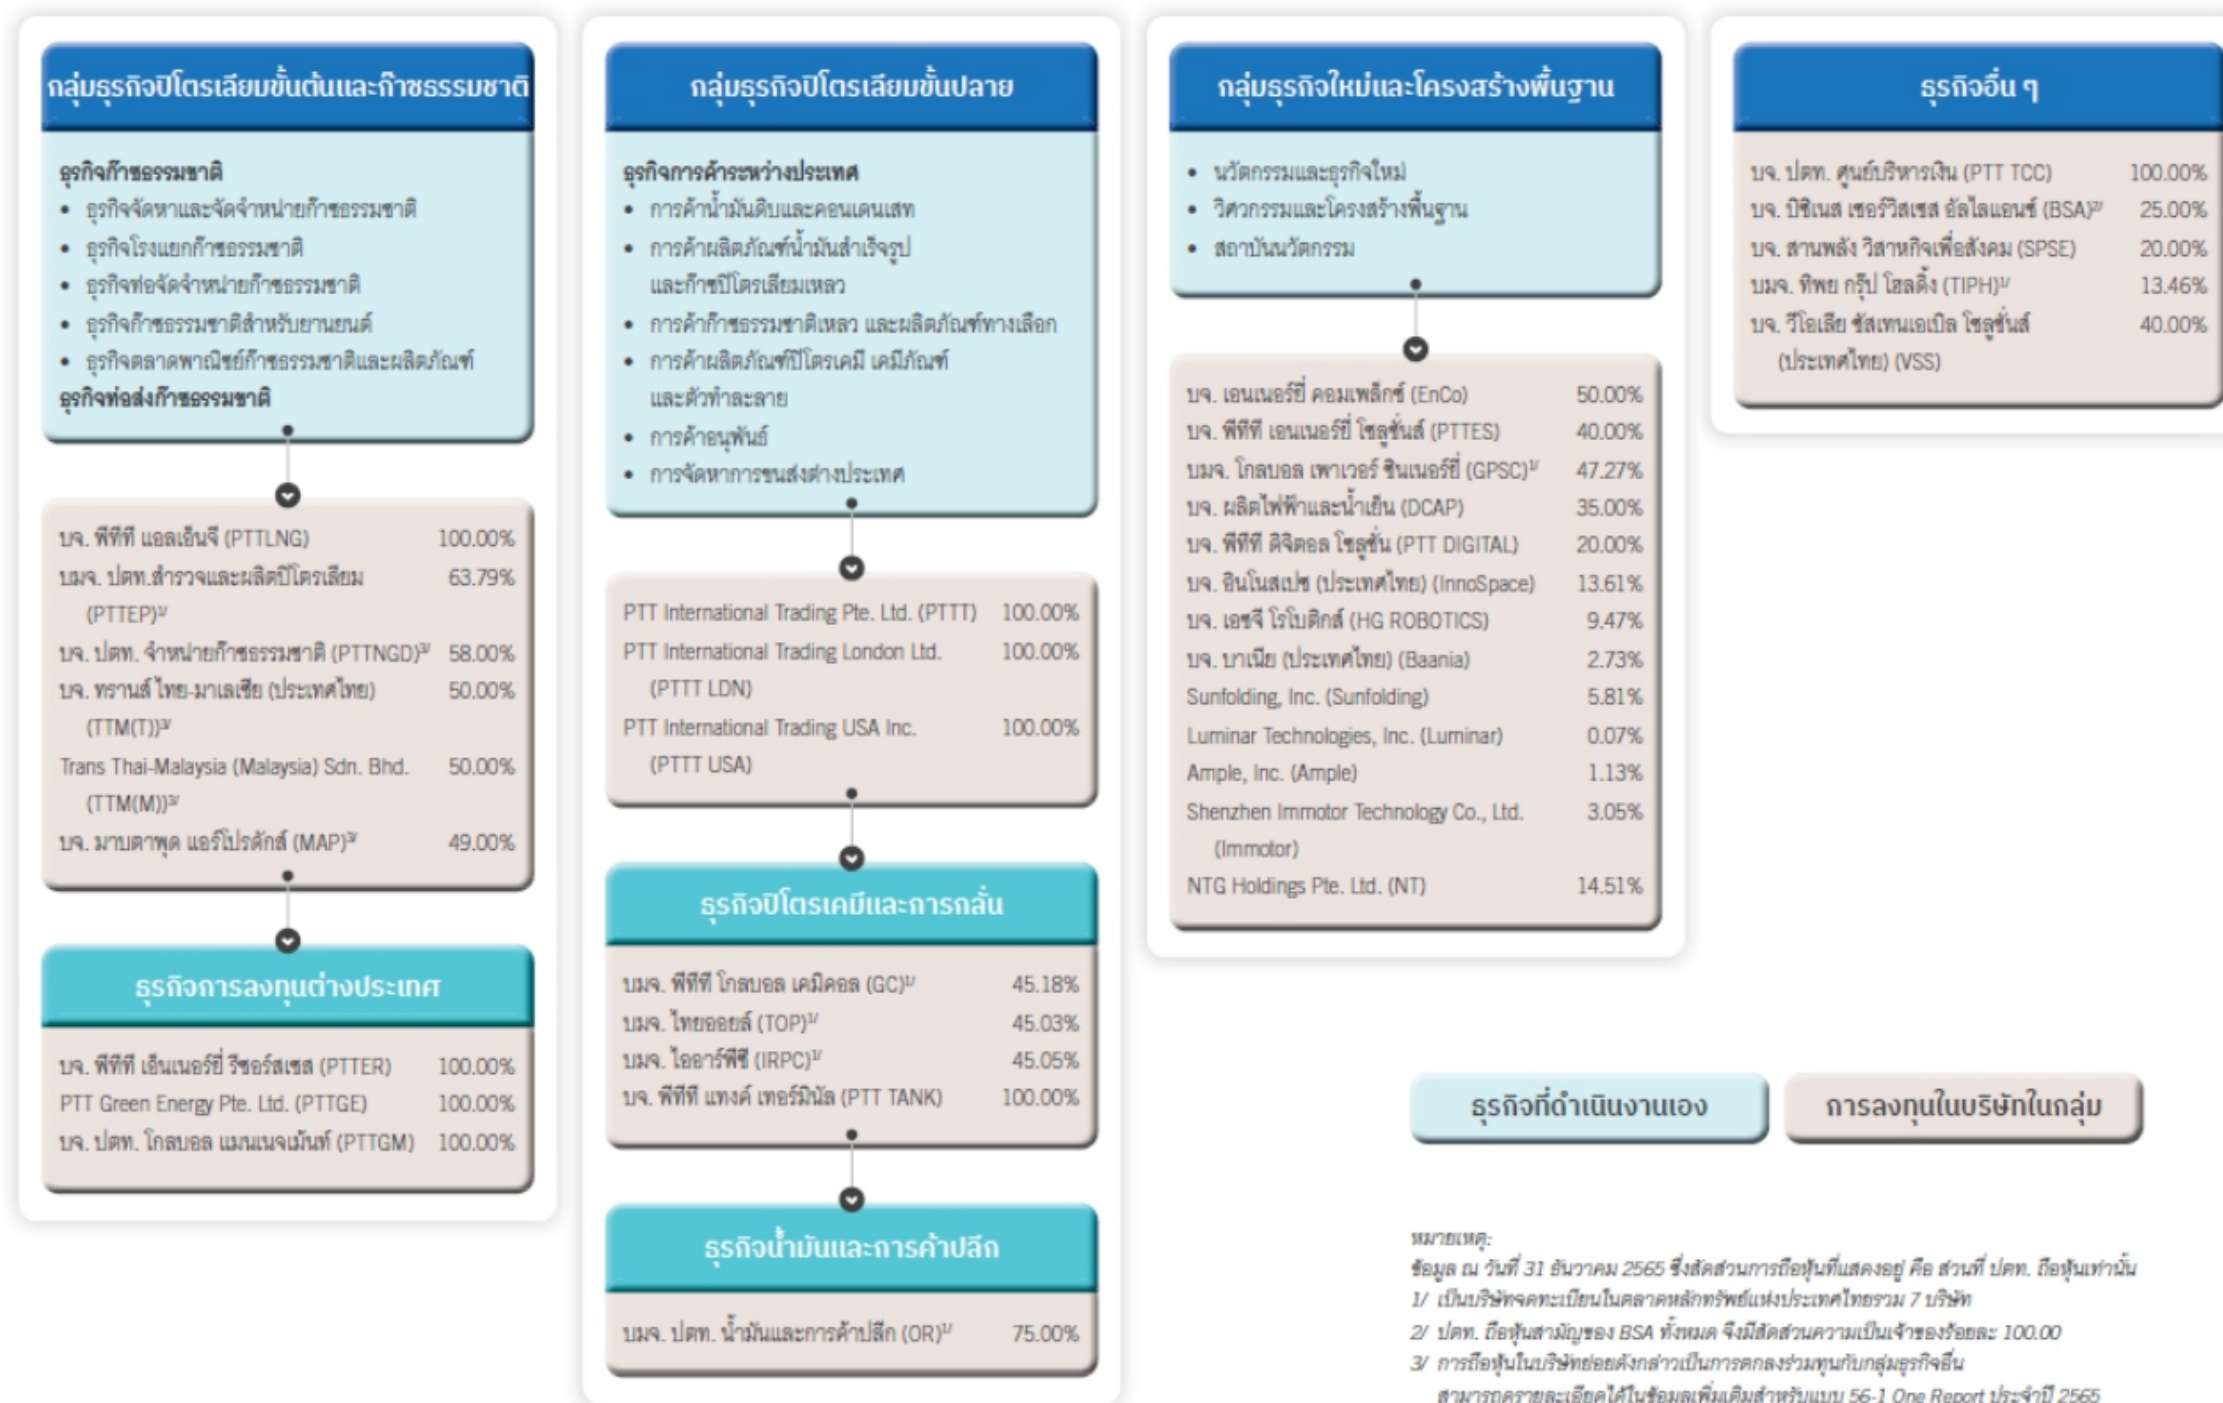 กลุ่มธุรกิจปิโตรเลียมขั้นต้นและก๊าซธรรมชาติ
ธุรกิจก๊าซธรรมชาติ
• ธุรกิจจัดหาและจัดจำหน่ายก๊าซธรรมชาติ
• ธุรกิจโรงแยกก๊าซธรรมชาติ
• ธุรกิจท่อจัดจำหน่ายก๊าซธรรมชาติ
• ธุรกิจก๊าซธรรมชาติสำหรับยานยนต์
• ธุรกิจตลาดพาณิชย์ก๊าซธรรมชาติและผลิตภัณฑ์
ธุรกิจท่อส่งก๊าซธรรมชาติ
บจ. พีทีที แอลเอ็นจี (PTTLNG) 100.00%
บมจ. ปตท.สำรวจและผลิตปิโตรเลียม 63.79%
(PTTEP)1/
บจ. ปตท. จำหน่ายก๊าซธรรมชาติ (PTTNGD)3/ 58.00%
บจ. ทรานส์ ไทย-มาเลเซีย (ประเทศไทย) 50.00%
(TTM(T))3/
Trans Thai-Malaysia (Malaysia) Sdn. Bhd. 50.00%
(TTM(M))3/
บจ. มาบตาพุด แอร์โปรดักส์ (MAP)3/ 49.00%
ธุรกิจการลงทุนต่างประเทศ
บจ. พีทีที เอ็นเนอร์ยี่ รีซอร์สเซส (PTTER) 100.00%
PTT Green Energy Pte. Ltd. (PTTGE) 100.00%
บจ. ปตท. โกลบอล แมนเนจเม้นท์ (PTTGM) 100.00%
กลุ่มธุรกิจปิโตรเลียมขั้นปลาย
ธุรกิจการค้าระหว่างประเทศ
• การค้าน้ำมันดิบและคอนเดนเสท
• การค้าผลิตภัณฑ์น้ำมันสำเร็จรูป
และก๊าซปิโตรเลียมเหลว
• การค้าก๊าซธรรมชาติเหลว และผลิตภัณฑ์ทางเลือก
• การค้าผลิตภัณฑ์ปิโตรเคมี เคมีภัณฑ์
และตัวทำละลาย
• การค้าอนุพันธ์
• การจัดหาการขนส่งต่างประเทศ
PTT International Trading Pte. Ltd. (PTTT) 100.00%
PTT International Trading London Ltd. 100.00%
(PTTT LDN)
PTT International Trading USA Inc. 100.00%
(PTTT USA)
ธุรกิจปิโตรเคมีและการกลั่น
บมจ. พีทีที โกลบอล เคมิคอล (GC)1/ 45.18%
บมจ. ไทยออยล์ (TOP)1/ 45.03%
บมจ. ไออาร์พีซี (IRPC)1/ 45.05%
บจ. พีทีที แทงค์ เทอร์มินัล (PTT TANK) 100.00%
ธุรกิจน้ำมันและการค้าปลีก
บมจ. ปตท. น้ำมันและการค้าปลีก (OR)1/ 75.00%
กลุ่มธุรกิจใหม่และโครงสร้างพื้นฐาน
• นวัตกรรมและธุรกิจใหม่
• วิศวกรรมและโครงสร้างพื้นฐาน
• สถาบันนวัตกรรม
บจ. เอนเนอร์ยี่ คอมเพล็กซ์ (EnCo) 50.00%
บจ. พีทีที เอนเนอร์ยี่ โซลูชั่นส์ (PTTES) 40.00%
บมจ. โกลบอล เพาเวอร์ ซินเนอร์ยี่ (GPSC)1/ 47.27%
บจ. ผลิตไฟฟ้าและน้ำเย็น (DCAP) 35.00%
บจ. พีทีที ดิจิตอล โซลูชั่น (PTT DIGITAL) 20.00%
บจ. อินโนสเปซ (ประเทศไทย) (InnoSpace) 13.61%
บจ. เอชจี โรโบติกส์ (HG ROBOTICS) 9.47%
บจ. บาเนีย (ประเทศไทย) (Baania) 2.73%
Sunfolding, Inc. (Sunfolding) 5.81%
Luminar Technologies, Inc. (Luminar) 0.07%
Ample, Inc. (Ample) 1.13%
Shenzhen Immotor Technology Co., Ltd. 3.05%
(Immotor)
NTG Holdings Pte. Ltd. (NT) 14.51%
ธุรกิจอื่น ๆ
บจ. ปตท. ศูนย์บริหารเงิน (PTT TCC) 100.00%
บจ. บิซิเนส เซอร์วิสเซส อัลไลแอนซ์ (BSA)2/ 25.00%
บจ. สานพลัง วิสาหกิจเพื่อสังคม (SPSE) 20.00%
บมจ. ทิพย กรุ๊ป โฮลดิ้ง (TIPH)1/ 13.46%
บจ. วีโอเลีย ซัสเทนเอเบิล โซลูชั่นส์ 40.00%
(ประเทศไทย) (VSS)
ธุรกิจที่ดำเนินงานเอง
การลงทุนในบริษัทในกลุ่ม
หมายเหตุ:
ข้อมูล ณ วันที่ 31 ธันวาคม 2565 ซึ่งสัดส่วนการถือหุ้นที่แสดงอยู่ คือ ส่วนที่ ปตท. ถือหุ้นเท่านั้น
1/ เป็นบริษัทจดทะเบียนในตลาดหลักทรัพย์แห่งประเทศไทยรวม 7 บริษัท
2/ ปตท. ถือหุ้นสามัญของ BSA ทั้งหมด จึงมีสัดส่วนความเป็นเจ้าของร้อยละ 100.00
3/ การถือหุ้นในบริษัทย่อยดังกล่าวเป็นการตกลงร่วมทุนกับกลุ่มธุรกิจอื่น
สามารถดูรายละเอียดได้ในข้อมูลเพิ่มเติมสำหรับแบบ 56-1 One Report ประจำปี 2565